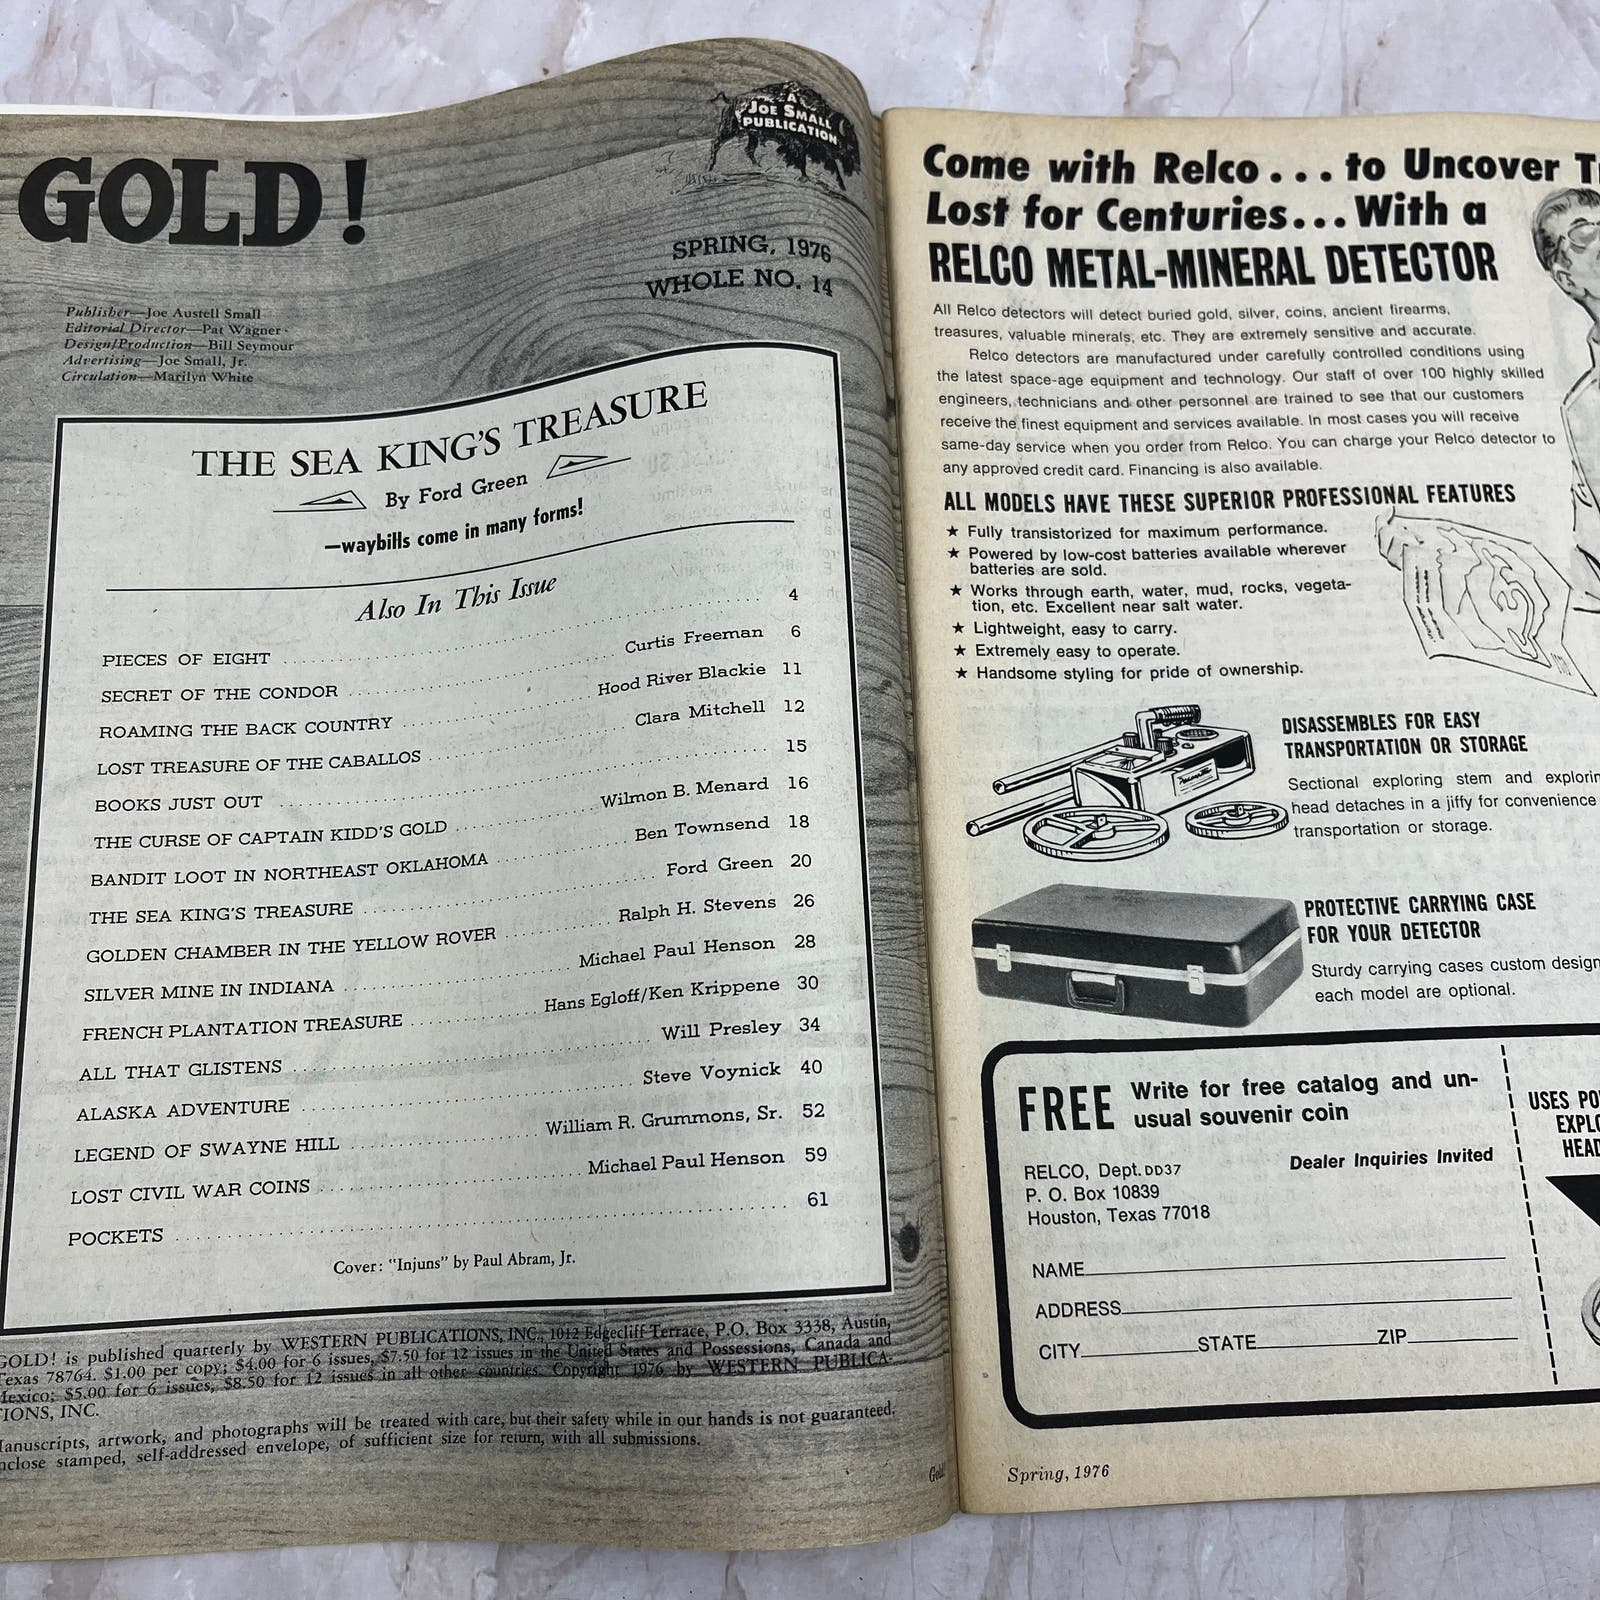 A
JOE SMALL
PUBLICATION
GOLD!
SPRING, 1976
WHOLE NO. 14
Publisher—Joe Austell Small
Editorial Director—Pat Wagner
Design/Production—Bill Seymour
Advertising—Joe Small, Jr.
Circulation—Marilyn White
THE SEA KING'S TREASURE
By Ford Green
—waybills come in many forms!
Also In This Issue
PIECES OF EIGHT 4
SECRET OF THE CONDOR Curtis Freeman 6
ROAMING THE BACK COUNTRY Hood River Blackie 11
LOST TREASURE OF THE CABALLOS Clara Mitchell 12
BOOKS JUST OUT 15
THE CURSE OF CAPTAIN KIDD'S GOLD Wilmon B. Menard 16
BANDIT LOOT IN NORTHEAST OKLAHOMA Ben Townsend 18
THE SEA KING'S TREASURE Ford Green 20
GOLDEN CHAMBER IN THE YELLOW ROVER Ralph H. Stevens 26
SILVER MINE IN INDIANA Michael Paul Henson 28
FRENCH PLANTATION TREASURE Hans Egloff/Ken Krippene 30
ALL THAT GLISTENS Will Presley 34
ALASKA ADVENTURE Steve Voynick 40
LEGEND OF SWAYNE HILL William R. Grummons, Sr. 52
LOST CIVIL WAR COINS Michael Paul Henson 59
POCKETS 61
Cover: "Injuns" by Paul Abram, Jr.
GOLD! is published quarterly by WESTERN PUBLICATIONS, INC., 1012 Edgecliff Terrace, P.O. Box 3338, Austin,
Texas 78764. $1.00 per copy; $4.00 for 6 issues, $7.50 for 12 issues in the United States and Possessions, Canada and
Mexico; $5.00 for 6 issues, $8.50 for 12 issues in all other countries. Copyright 1976 by WESTERN PUBLICA-
TIONS, INC.
Manuscripts, artwork, and photographs will be treated with care, but their safety while in our hands is not guaranteed.
nclose stamped, self-addressed envelope, of sufficient size for return, with all submissions.
Gold!
Come with Relco... to Uncover Tr
Lost for Centuries... With a
RELCO METAL-MINERAL DETECTOR
All Relco detectors will detect buried gold, silver, coins, ancient firearms,
treasures, valuable minerals, etc. They are extremely sensitive and accurate.
Relco detectors are manufactured under carefully controlled conditions using
the latest space-age equipment and technology. Our staff of over 100 highly skilled
engineers, technicians and other personnel are trained to see that our customers
receive the finest equipment and services available. In most cases you will receive
same-day service when you order from Relco. You can charge your Relco detector to
any approved credit card. Financing is also available.
ALL MODELS HAVE THESE SUPERIOR PROFESSIONAL FEATURES
★ Fully transistorized for maximum performance.
★ Powered by low-cost batteries available wherever
batteries are sold.
★ Works through earth, water, mud, rocks, vegeta-
tion, etc. Excellent near salt water.
★ Lightweight, easy to carry.
★ Extremely easy to operate.
★ Handsome styling for pride of ownership.
DISASSEMBLES FOR EASY
TRANSPORTATION OR STORAGE
Sectional exploring stem and explorin
head detaches in a jiffy for convenience
transportation or storage.
PROTECTIVE CARRYING CASE
FOR YOUR DETECTOR
Sturdy carrying cases custom design
each model are optional.
FREE Write for free catalog and un-
usual souvenir coin
RELCO, Dept. DD37
P. O. Box 10839
Houston, Texas 77018
Dealer Inquiries Invited
NAME
ADDRESS
CITY STATE ZIP
USES PO
EXPLO
HEAD
Spring, 1976